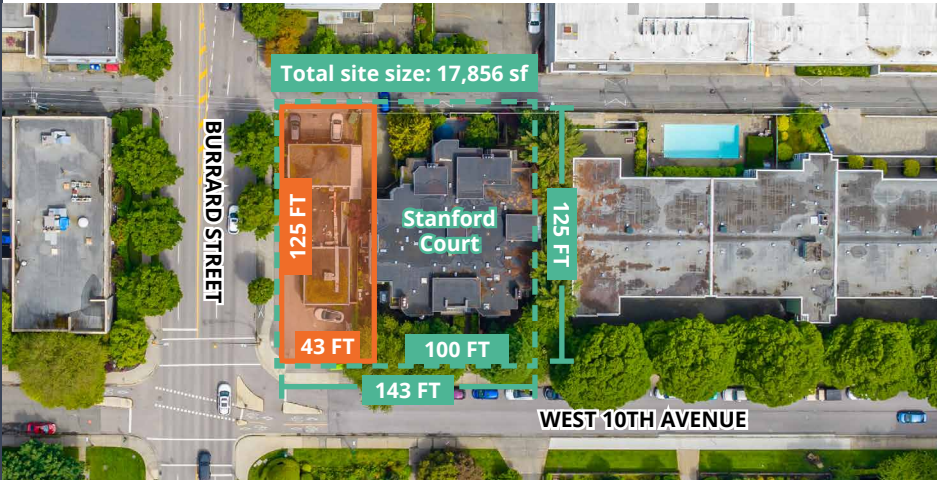 Total site size: 17,856 sf
BURRARD STREET
125 FT
Stanford
Court
125 FT
43 FT
100 FT
143 FT
WEST 10TH AVENUE